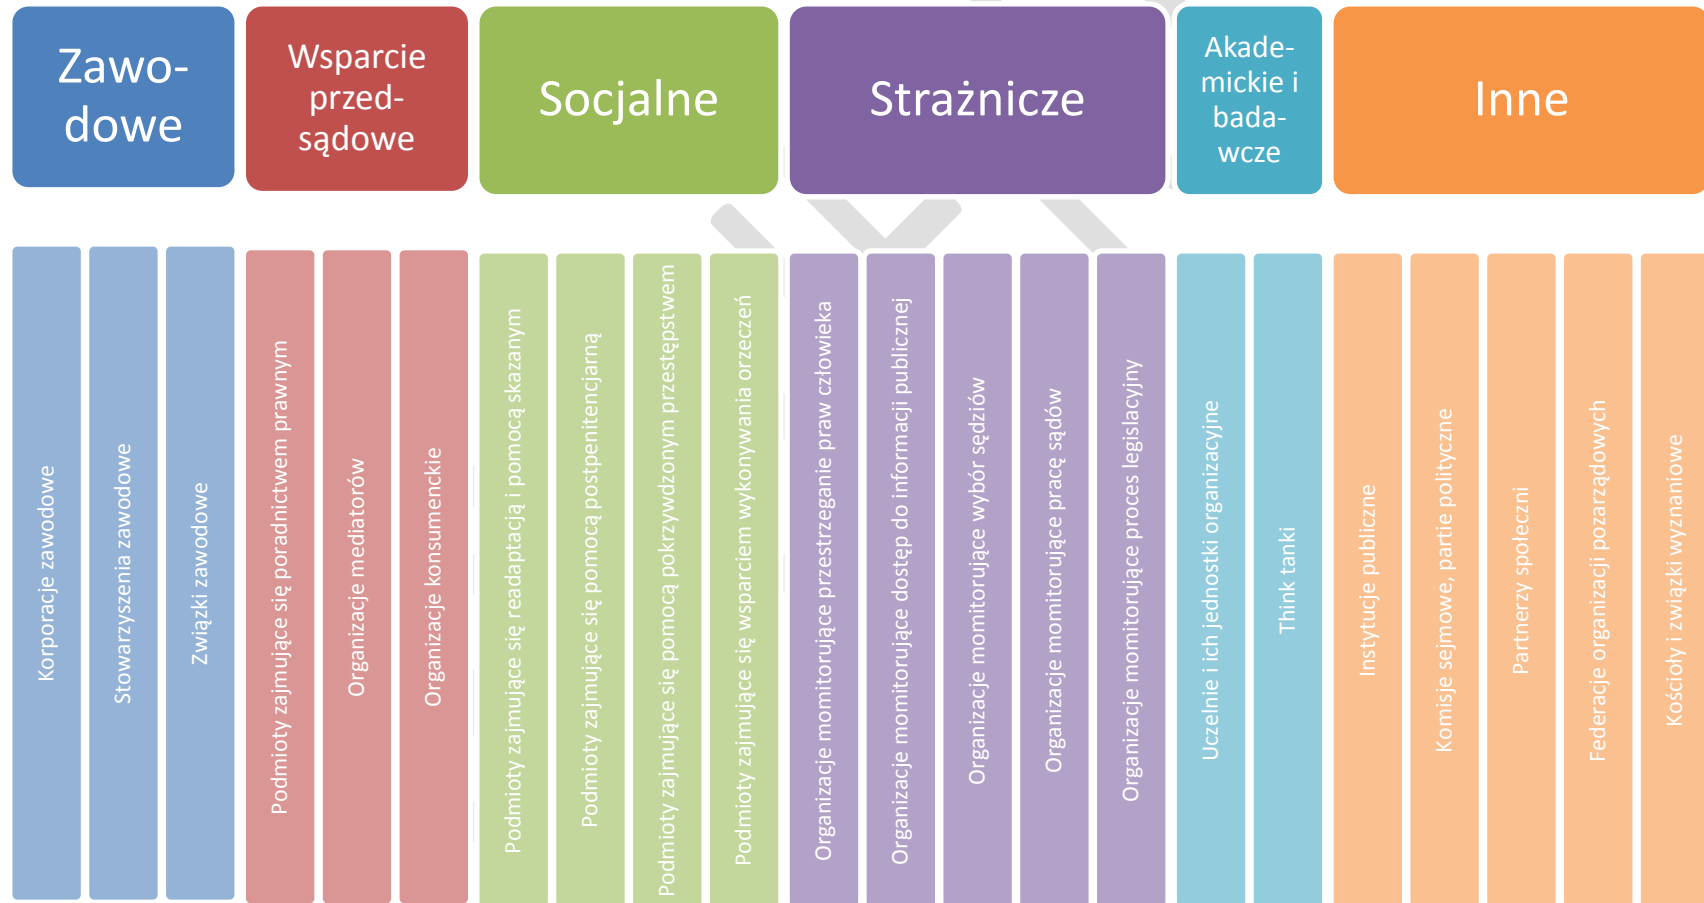 Zawo-
dowe
Wsparcie
przed-
sądowe
Socjalne
Strażnicze
Akade-
mickie i
bada-
wcze
Inne
Korporacje zawodowe
Stowarzyszenia zawodowe
Związki zawodowe
Podmioty zajmujące się poradnictwem prawnym
Organizacje mediatorów
Organizacje konsumenckie
Podmioty zajmujące się readaptacją i pomocą skazanym
Podmioty zajmujące się pomocą postpenitencjarną
Podmioty zajmujące się pomocą pokrzywdzonym przestępstwem
Podmioty zajmujące się wsparciem wykonywania orzeczeń
Organizacje momitorujące przestrzeganie praw człowieka
Organizacje momitorujące dostęp do informacji publicznej
Organizacje momitorujące wybór sędziów
Organizacje momitorujące pracę sądów
Organizacje momitorujące proces legislacyjny
Uczelnie i ich jednostki organizacyjne
Think tanki
Instytucje publiczne
Komisje sejmowe, partie polityczne
Partnerzy społeczni
Federacje organizacji pozarządowych
Kościoły i związki wyznaniowe